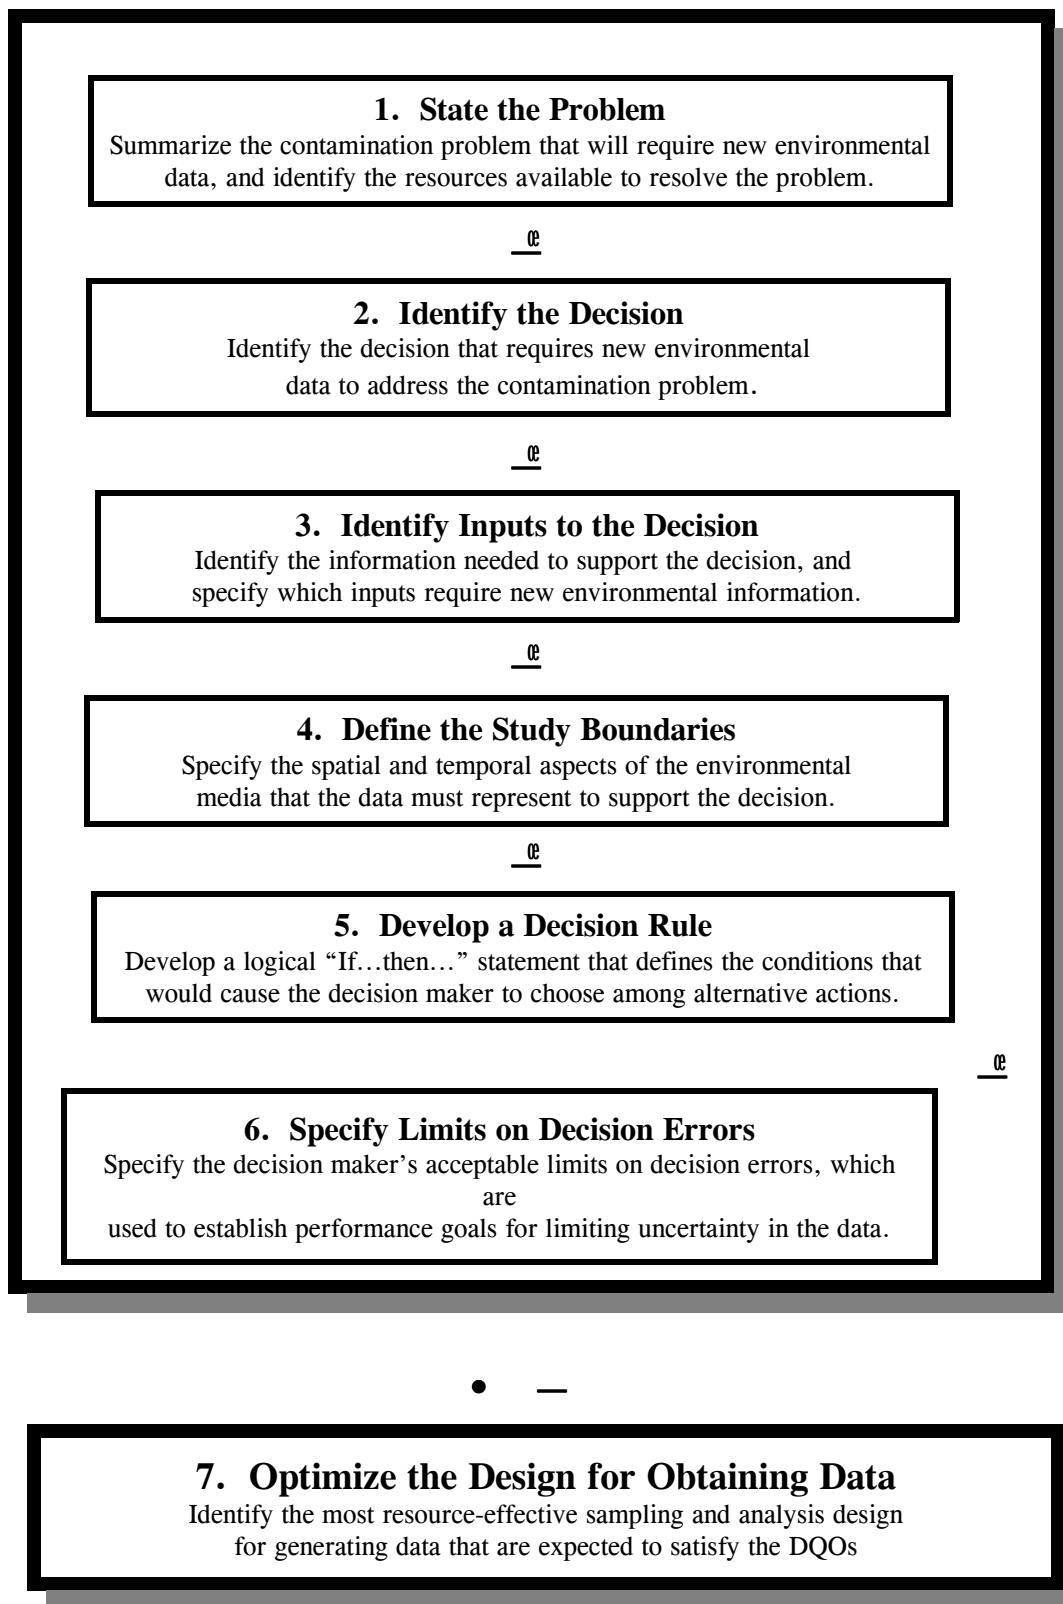 1. State the Problem
Summarize the contamination problem that will require new environmental
data, and identify the resources available to resolve the problem.
_œ
2. Identify the Decision
Identify the decision that requires new environmental
data to address the contamination problem.
_œ
3. Identify Inputs to the Decision
Identify the information needed to support the decision, and
specify which inputs require new environmental information.
_œ
4. Define the Study Boundaries
Specify the spatial and temporal aspects of the environmental
media that the data must represent to support the decision.
_œ
5. Develop a Decision Rule
Develop a logical “If…then…” statement that defines the conditions that
would cause the decision maker to choose among alternative actions.
_œ
6. Specify Limits on Decision Errors
Specify the decision maker’s acceptable limits on decision errors, which
are
used to establish performance goals for limiting uncertainty in the data.
• _
7. Optimize the Design for Obtaining Data
Identify the most resource-effective sampling and analysis design
for generating data that are expected to satisfy the DQOs